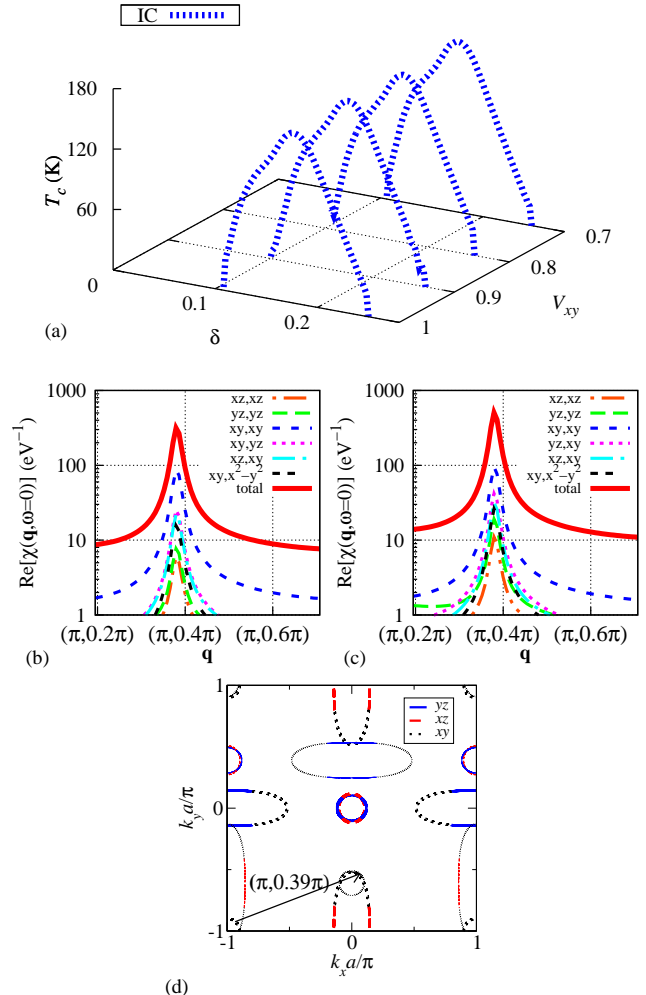 IC
180
120
60
0
T_c (K)
0.7
0.8
0.9
1
V_xy
0.1
0.2
δ
(a)
1000
100
10
1
Re[χ(q,ω=0)] (eV⁻¹)
xz,xz
yz,yz
xy,xy
xy,yz
xz,xy
xy,x²−y²
total
(π,0.2π) (π,0.4π) (π,0.6π)
q
(b)
1000
100
10
1
Re[χ(q,ω=0)] (eV⁻¹)
xz,xz
yz,yz
xy,xy
yz,xy
xz,xy
xy,x²−y²
total
(π,0.2π) (π,0.4π) (π,0.6π)
q
(c)
1
0
-1
k_y a/π
yz
xz
xy
(π,0.39π)
-1 0 1
k_x a/π
(d)